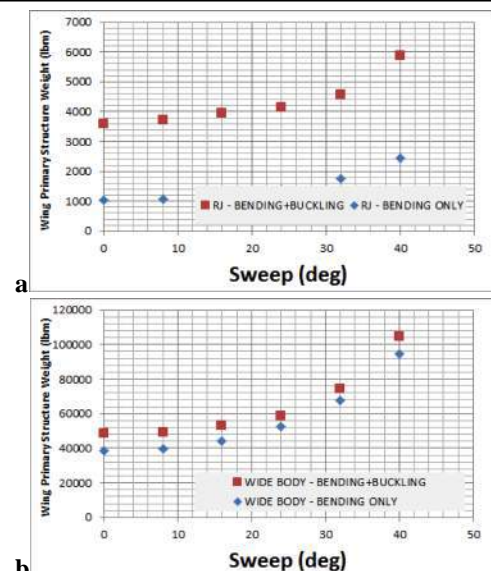 Wing Primary Structure Weight (lbm)
7000
6000
5000
4000
3000
2000
1000
0
RJ - BENDING+BUCKLING RJ - BENDING ONLY
0 10 20 30 40 50
Sweep (deg)
a
Wing Primary Structure Weight (lbm)
120000
100000
80000
60000
40000
20000
0
WIDE BODY - BENDING+BUCKLING
WIDE BODY - BENDING ONLY
0 10 20 30 40 50
Sweep (deg)
b